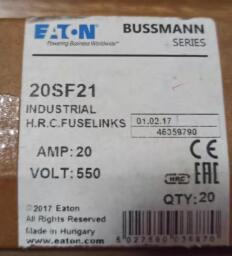 EATON
Powering Business Worldwide
BUSSMANN
SERIES
20SF21
INDUSTRIAL
H.R.C.FUSELINKS
01.02.17
46359790
AMP:20
VOLT:550
CE
EAC
HRC
QTY:20
©2017 Eaton
All Rights Reserved
Made in Hungary
www.eaton.com